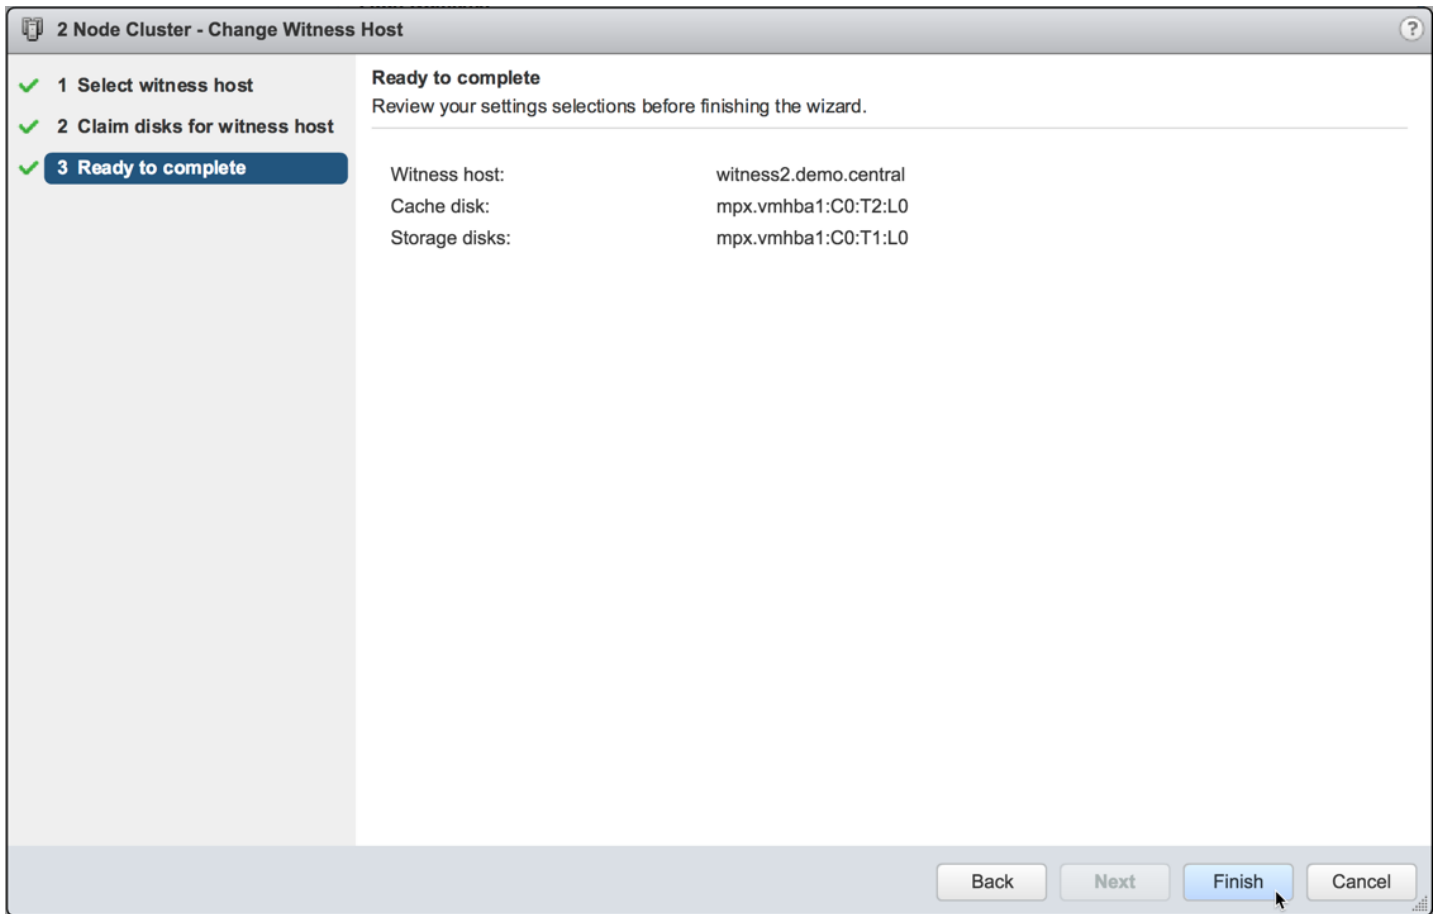 2 Node Cluster - Change Witness Host
?
1 Select witness host
2 Claim disks for witness host
3 Ready to complete
Ready to complete
Review your settings selections before finishing the wizard.
Witness host: witness2.demo.central
Cache disk: mpx.vmhba1:C0:T2:L0
Storage disks: mpx.vmhba1:C0:T1:L0
Back Next Finish Cancel